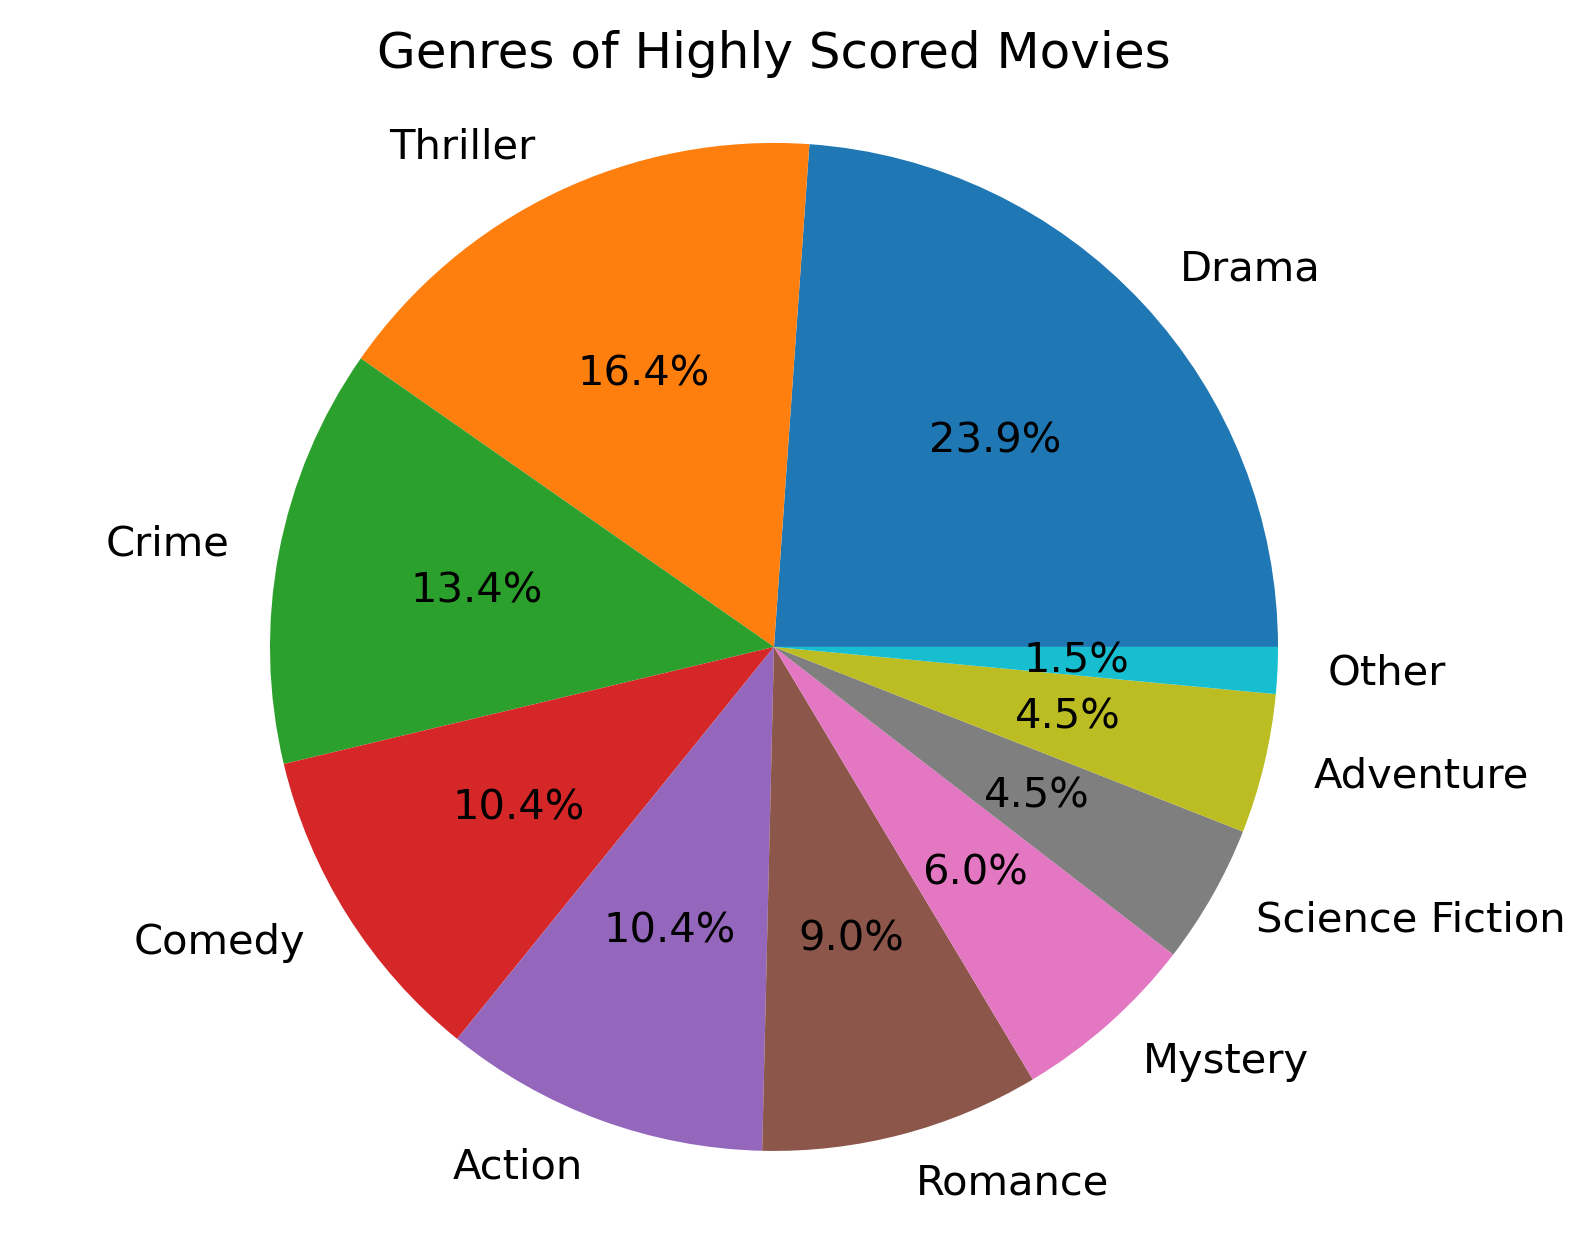 Genres of Highly Scored Movies
Thriller
Drama
16.4%
23.9%
Crime
13.4%
1.5%
Other
4.5%
Adventure
4.5%
10.4%
6.0%
Science Fiction
Comedy
10.4%
9.0%
Mystery
Action
Romance